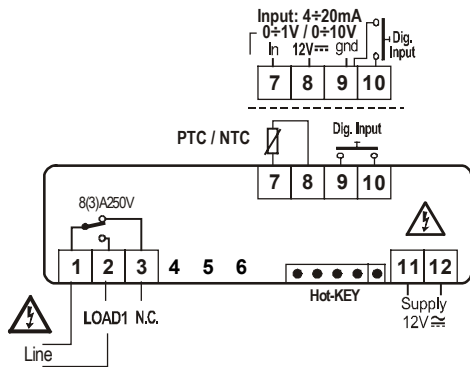 Input: 4÷20mA
0÷1V / 0÷10V
In 12V⎓ gnd
Dig.
Input
7 8 9 10
PTC / NTC
Dig. Input
7 8 9 10
8(3)A250V
1 2 3 4 5 6
11 12
Hot-KEY
LOAD1 N.C.
Supply
12V≂
Line